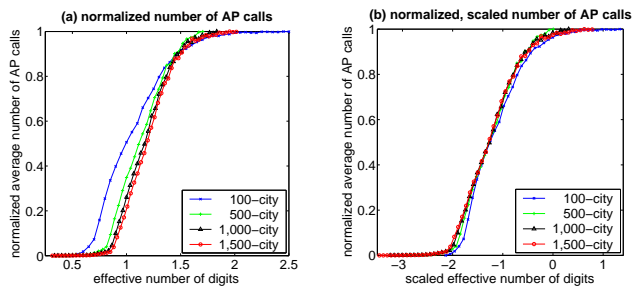 (a) normalized number of AP calls
normalized average number of AP calls
1
0.8
0.6
0.4
0.2
0
0.5
1
1.5
2
2.5
effective number of digits
100−city
500−city
1,000−city
1,500−city
(b) normalized, scaled number of AP calls
normalized average number of AP calls
1
0.8
0.6
0.4
0.2
0
−3
−2
−1
0
1
scaled effective number of digits
100−city
500−city
1,000−city
1,500−city